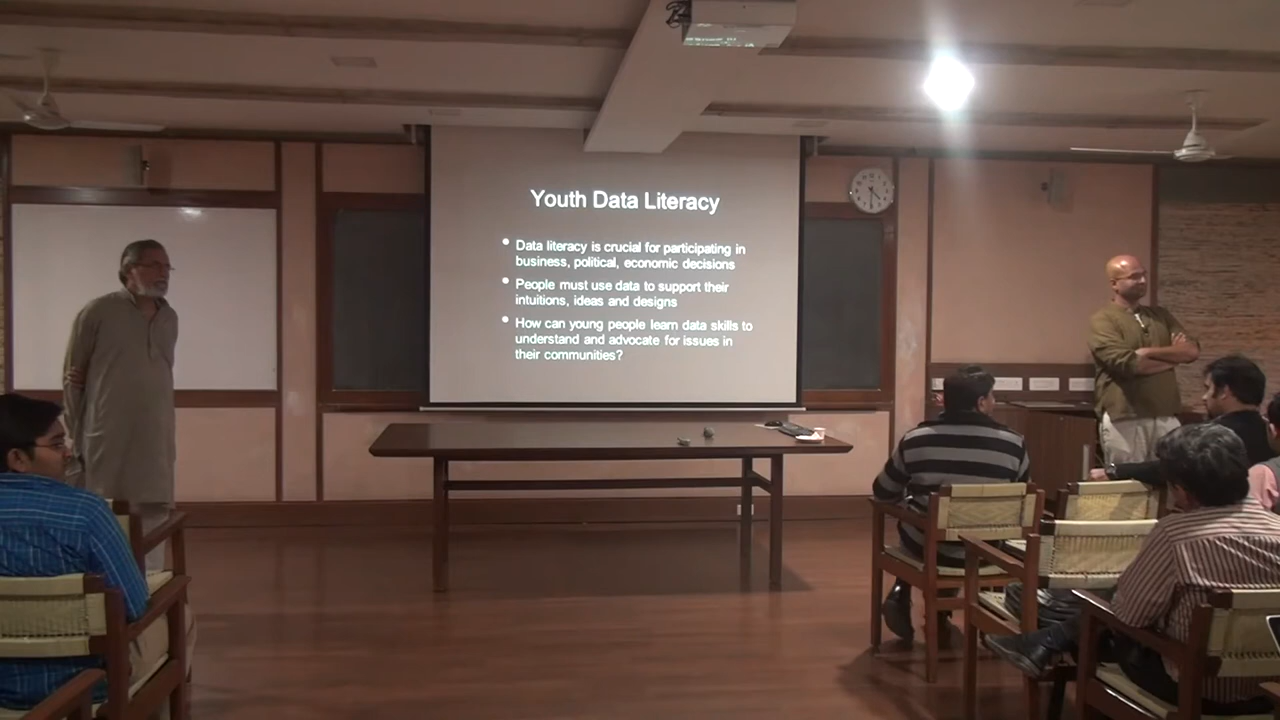 Youth Data Literacy
• Data literacy is crucial for participating in
business, political, economic decisions
• People must use data to support their
intuitions, ideas and designs
• How can young people learn data skills to
understand and advocate for issues in
their communities?